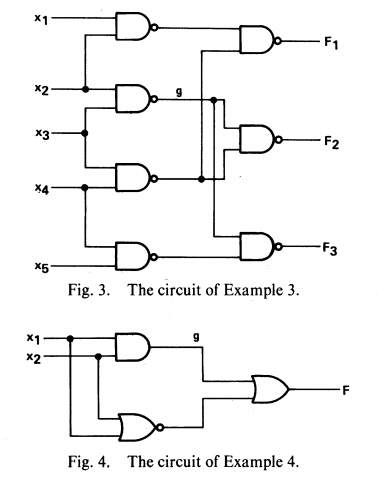 x1
F1
x2
g
x3
F2
x4
F3
x5
Fig. 3. The circuit of Example 3.
x1
g
x2
F
Fig. 4. The circuit of Example 4.